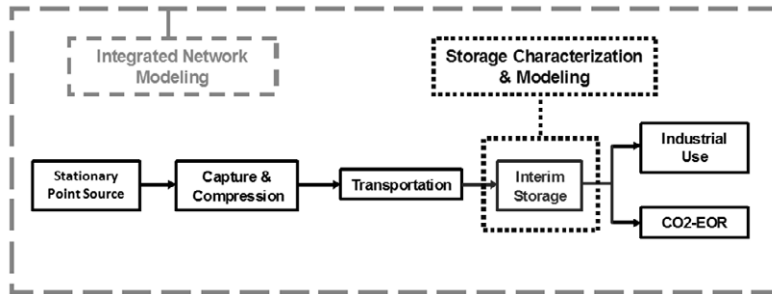 Integrated Network
Modeling
Storage Characterization
& Modeling
Stationary
Point Source
Capture &
Compression
Transportation
Interim
Storage
Industrial
Use
CO2-EOR